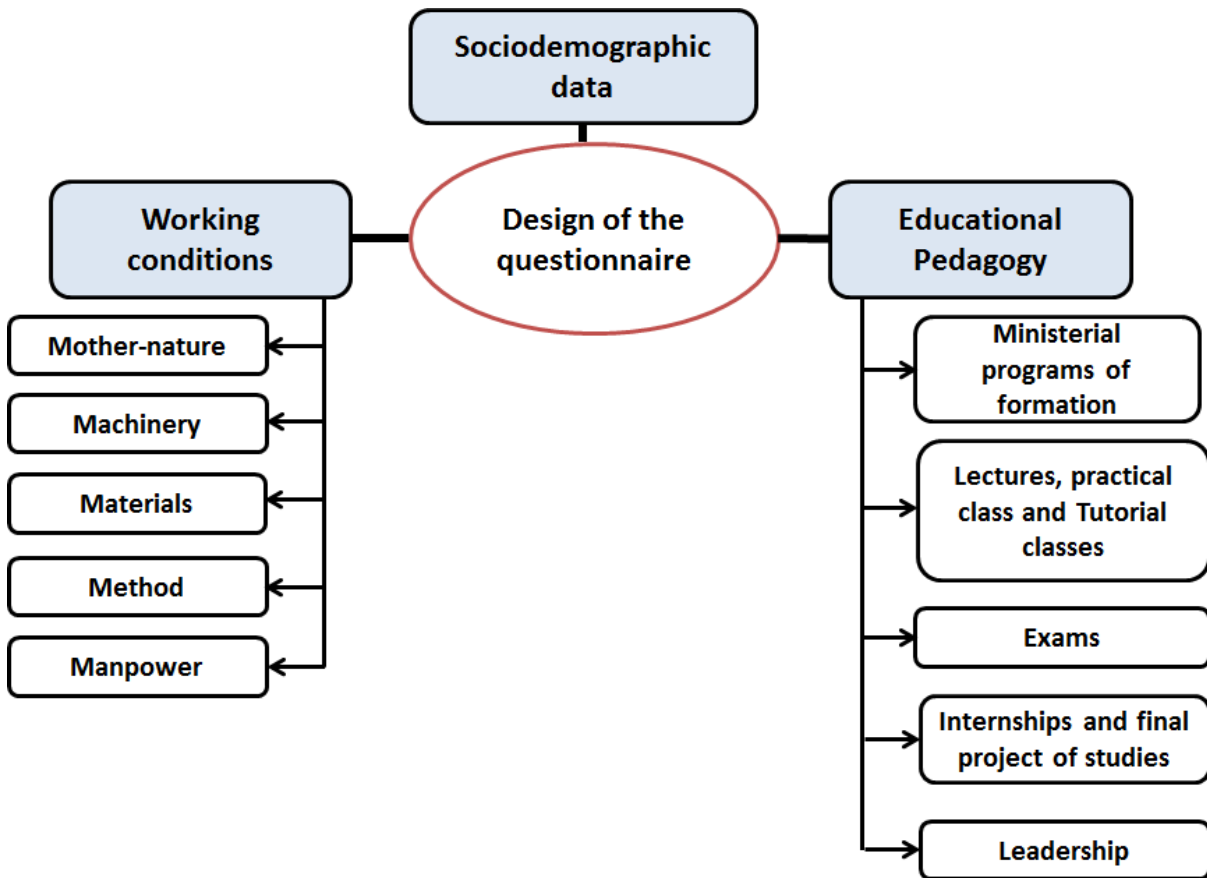 Sociodemographic
data
Working
conditions
Design of the
questionnaire
Educational
Pedagogy
Mother-nature
Machinery
Materials
Method
Manpower
Ministerial
programs of
formation
Lectures, practical
class and Tutorial
classes
Exams
Internships and final
project of studies
Leadership